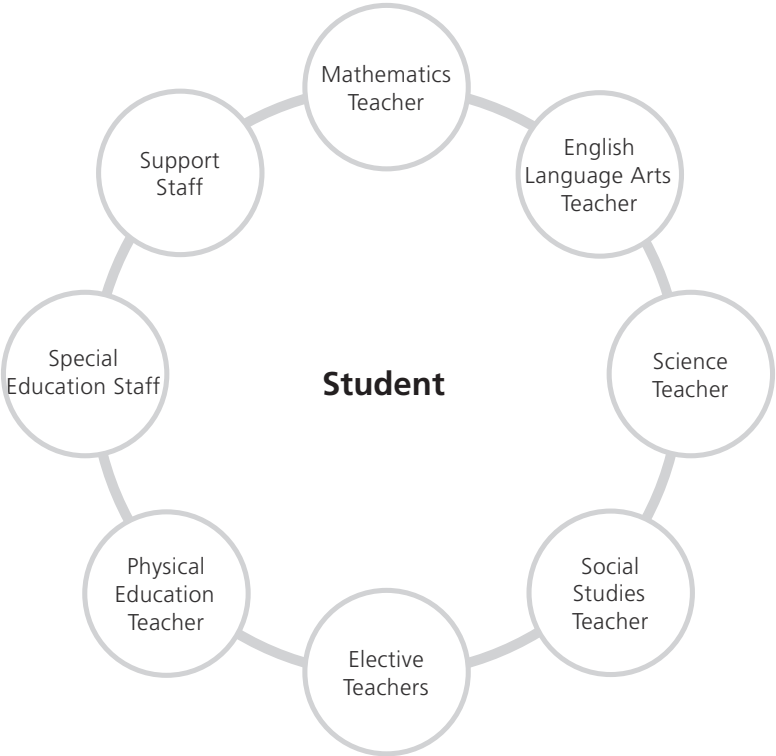 Mathematics
Teacher
English
Language Arts
Teacher
Science
Teacher
Social
Studies
Teacher
Elective
Teachers
Physical
Education
Teacher
Special
Education Staff
Support
Staff
Student